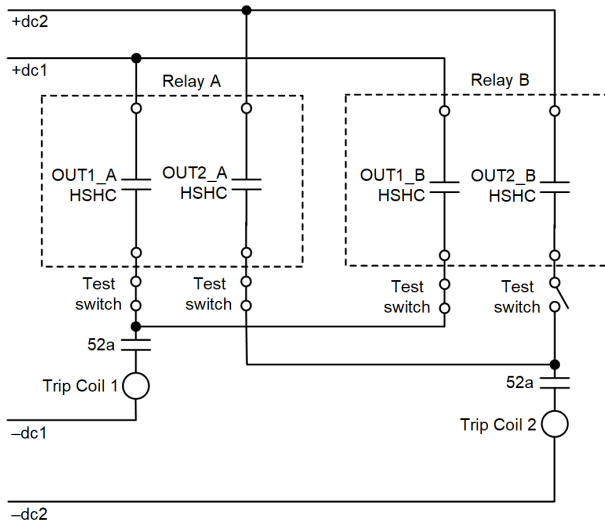 +dc2
+dc1
Relay A
Relay B
OUT1_A
HSHC
OUT2_A
HSHC
OUT1_B
HSHC
OUT2_B
HSHC
Test
switch
Test
switch
Test
switch
Test
switch
52a
Trip Coil 1
52a
Trip Coil 2
–dc1
–dc2